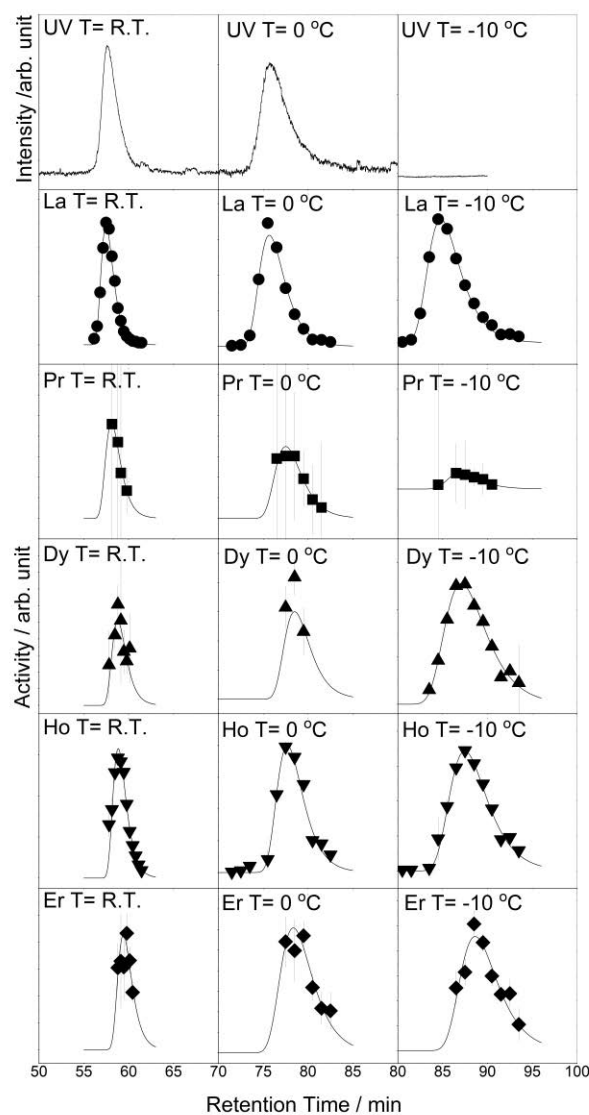 Intensity /arb. unit
UV T= R.T.
UV T= 0 °C
UV T= -10 °C
La T= R.T.
La T= 0 °C
La T= -10 °C
Pr T= R.T.
Pr T= 0 °C
Pr T= -10 °C
Activity / arb. unit
Dy T= R.T.
Dy T= 0 °C
Dy T= -10 °C
Ho T= R.T.
Ho T= 0 °C
Ho T= -10 °C
Er T= R.T.
Er T= 0 °C
Er T= -10 °C
50 55 60 65 70 75 80 85 90 95 100
Retention Time / min